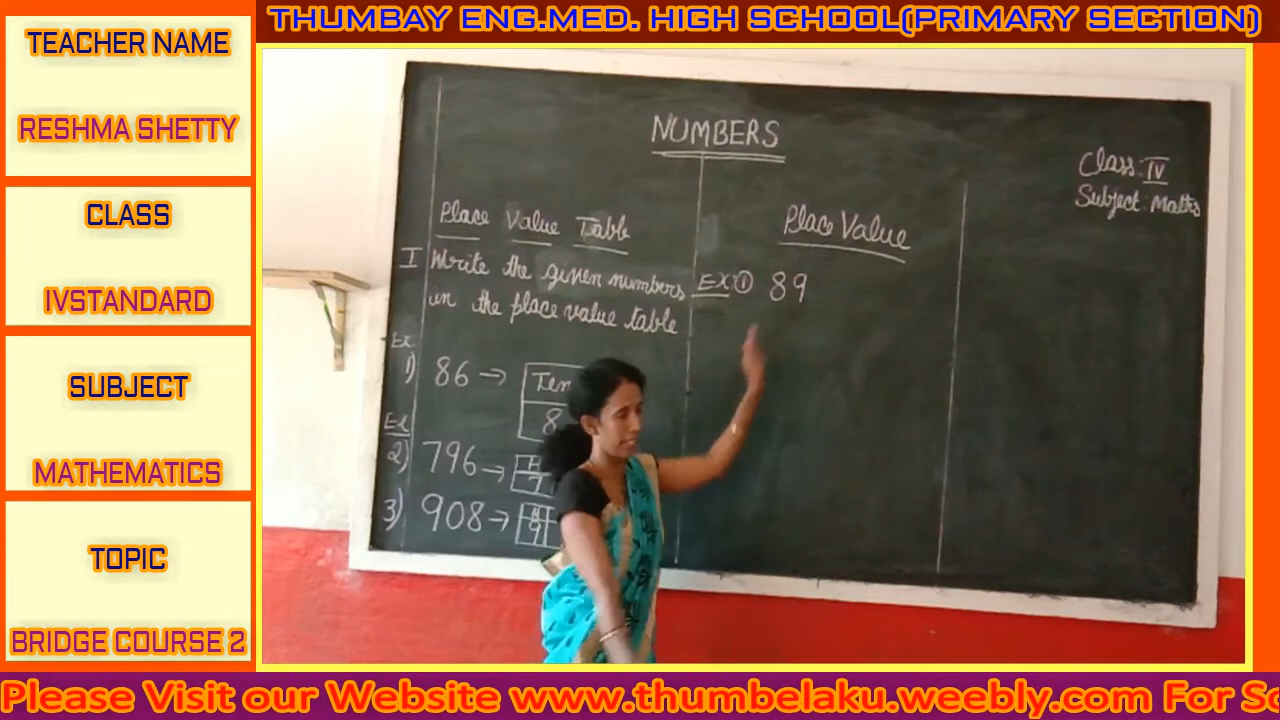 THUMBAY ENG.MED. HIGH SCHOOL(PRIMARY SECTION)
TEACHER NAME
RESHMA SHETTY
CLASS
IVSTANDARD
SUBJECT
MATHEMATICS
TOPIC
BRIDGE COURSE 2
NUMBERS
Class: IV
Subject: Maths
Place Value Table
I Write the given numbers
in the place value table
Ex.
1) 86 →
Ten
8
Ex
2) 796 →
H
7
3) 908 →
H
9
Place Value
Ex: ① 89
Please Visit our Website www.thumbelaku.weebly.com For Sc